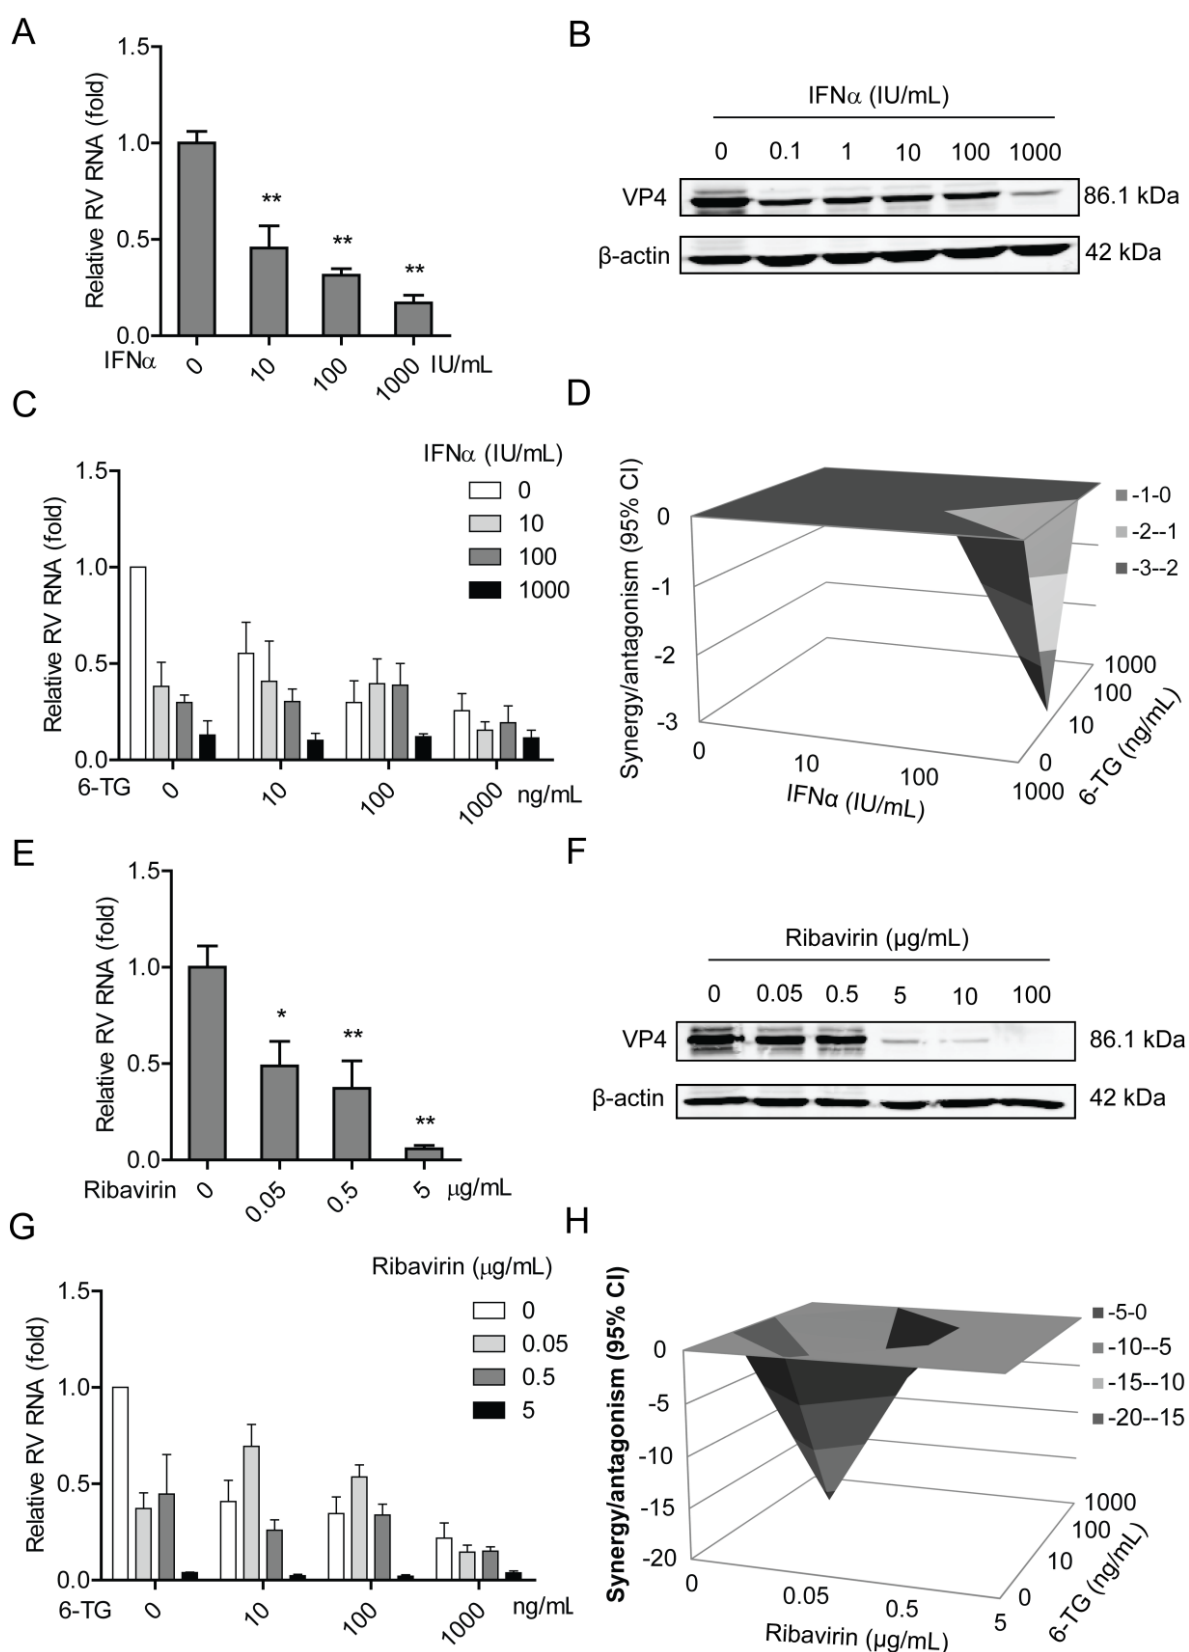 A
1.5
1.0
0.5
0.0
Relative RV RNA (fold)
**
**
**
IFNα
0
10
100
1000
IU/mL
B
IFNα (IU/mL)
0 0.1 1 10 100 1000
VP4
86.1 kDa
β-actin
42 kDa
C
IFNα (IU/mL)
0
10
100
1000
1.5
1.0
0.5
0.0
Relative RV RNA (fold)
6-TG
0
10
100
1000
ng/mL
D
Synergy/antagonism (95% CI)
0
-1
-2
-3
-1-0
-2--1
-3--2
0
10
100
1000
IFNα (IU/mL)
1000
100
10
0
6-TG (ng/mL)
E
1.5
1.0
0.5
0.0
Relative RV RNA (fold)
*
**
**
Ribavirin
0
0.05
0.5
5
µg/mL
F
Ribavirin (µg/mL)
0 0.05 0.5 5 10 100
VP4
86.1 kDa
β-actin
42 kDa
G
Ribavirin (µg/mL)
0
0.05
0.5
5
1.5
1.0
0.5
0.0
Relative RV RNA (fold)
6-TG
0
10
100
1000
ng/mL
H
Synergy/antagonism (95% CI)
0
-5
-10
-15
-20
-5-0
-10--5
-15--10
-20--15
0
0.05
0.5
5
Ribavirin (µg/mL)
1000
100
10
0
6-TG (ng/mL)